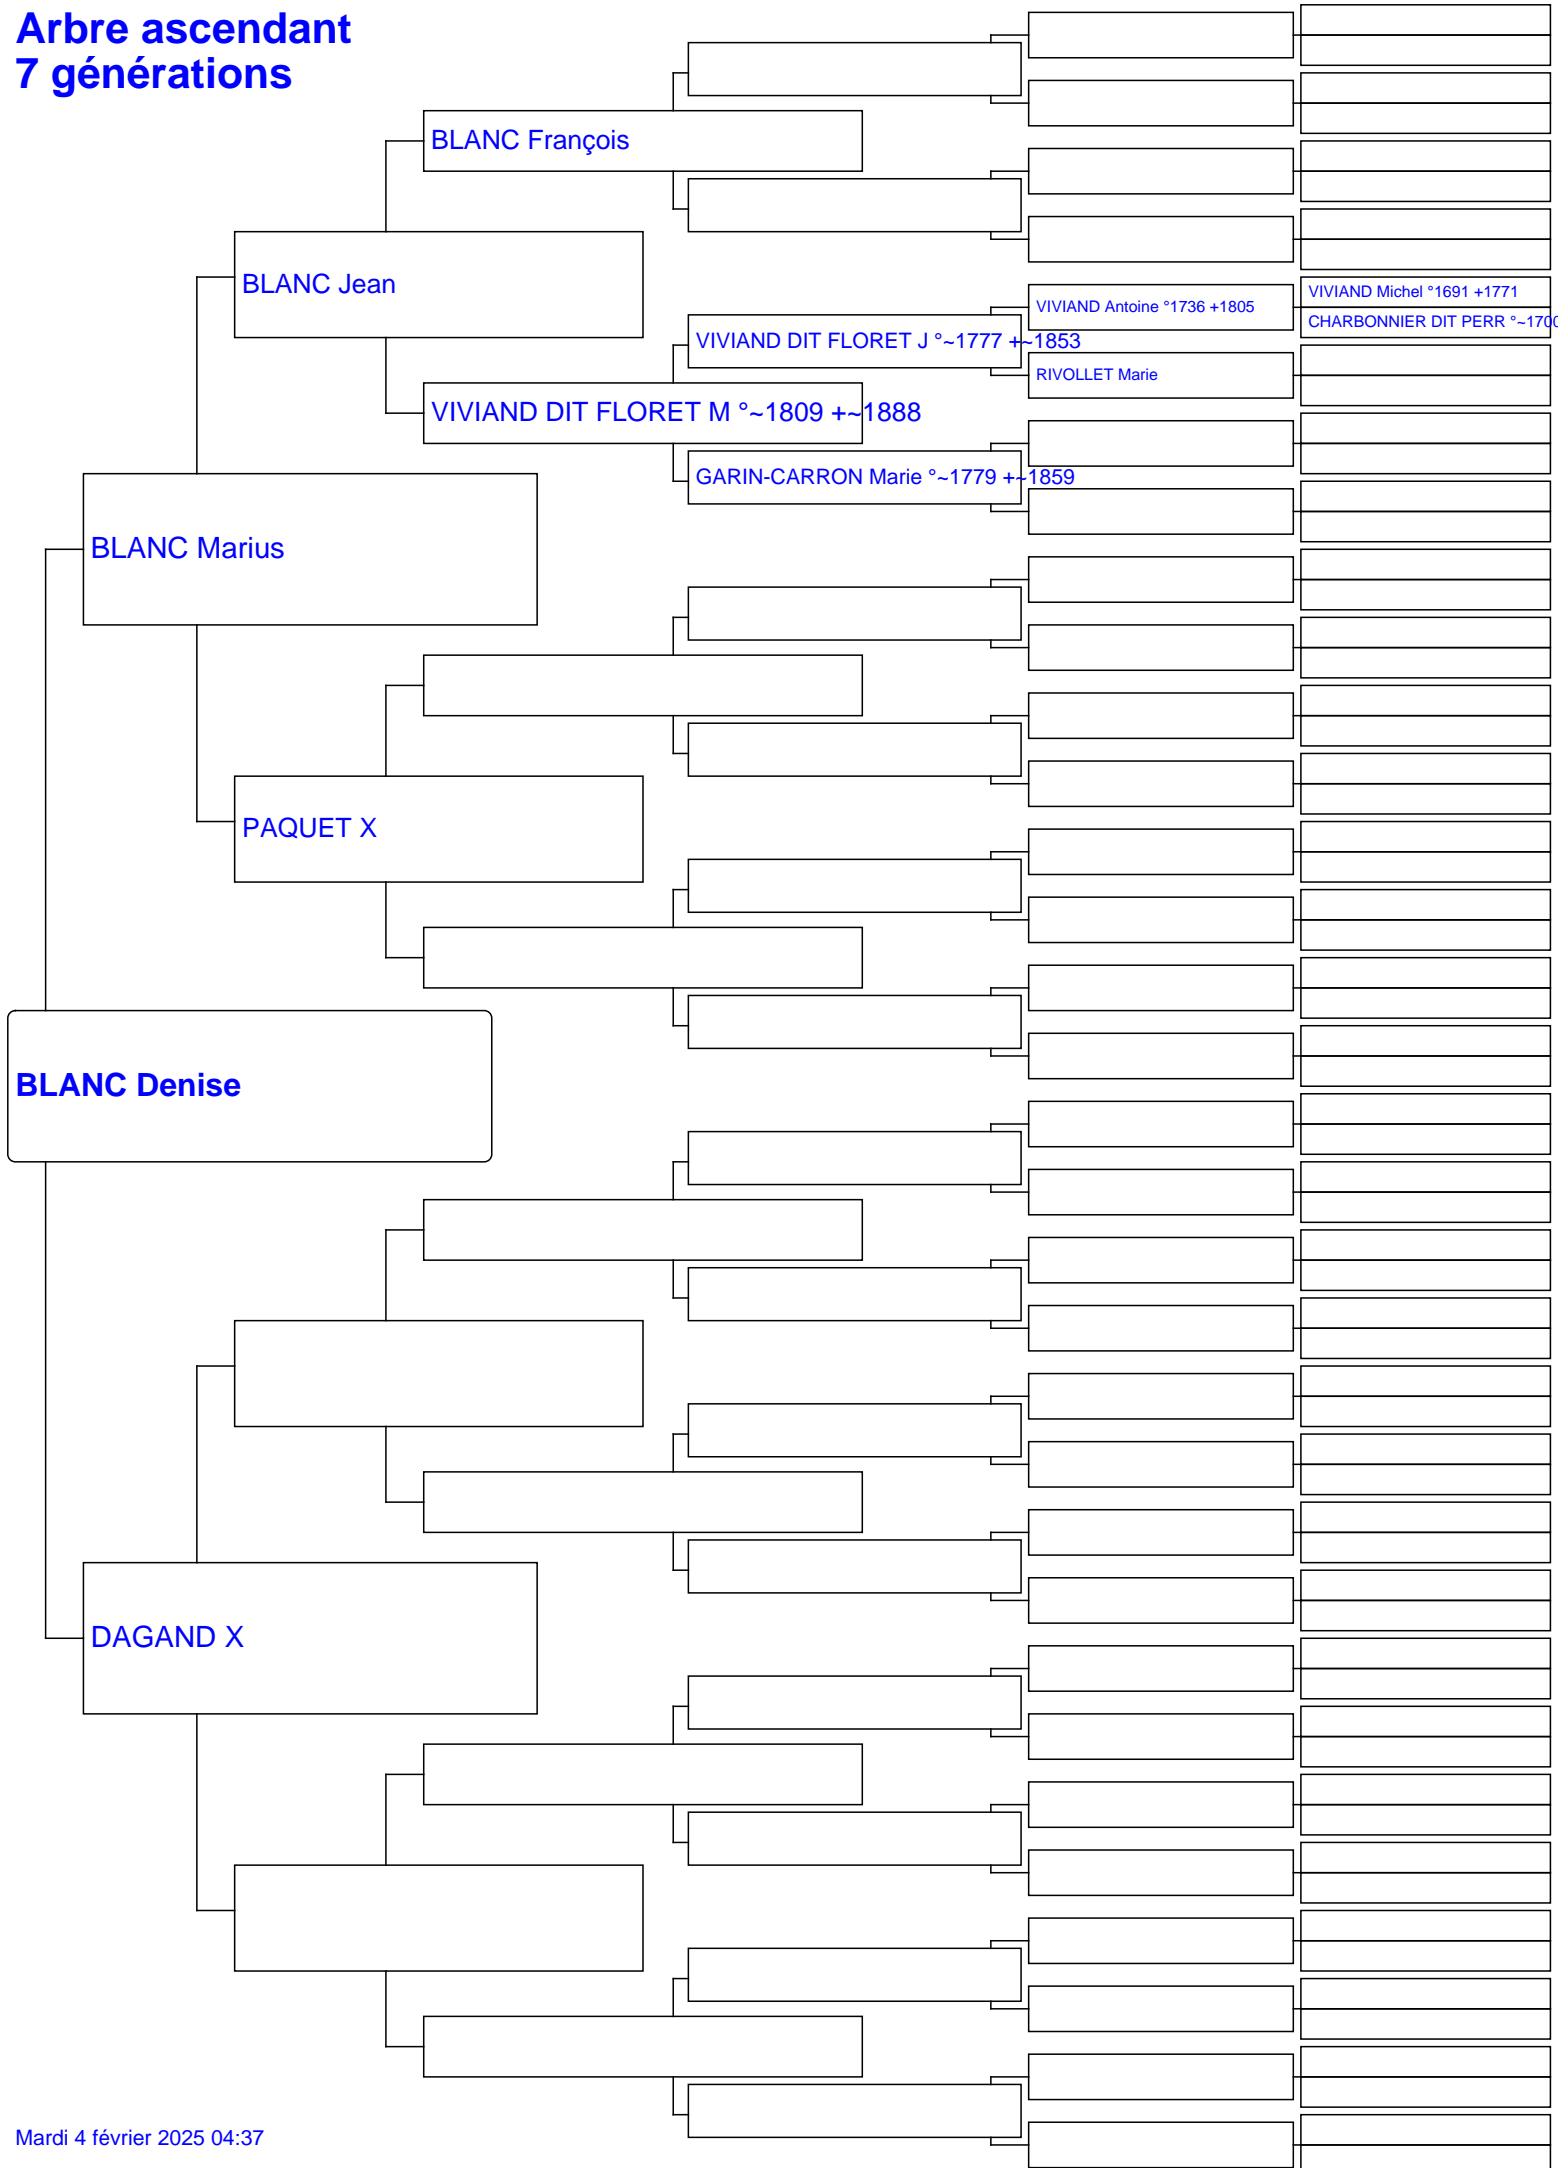 Arbre ascendant
7 générations
BLANC François
BLANC Jean
VIVIAND Antoine °1736 +1805
VIVIAND Michel °1691 +1771
CHARBONNIER DIT PERR °~1700
VIVIAND DIT FLORET J °~1777 +~1853
RIVOLLET Marie
VIVIAND DIT FLORET M °~1809 +~1888
GARIN-CARRON Marie °~1779 +~1859
BLANC Marius
PAQUET X
BLANC Denise
DAGAND X
Mardi 4 février 2025 04:37